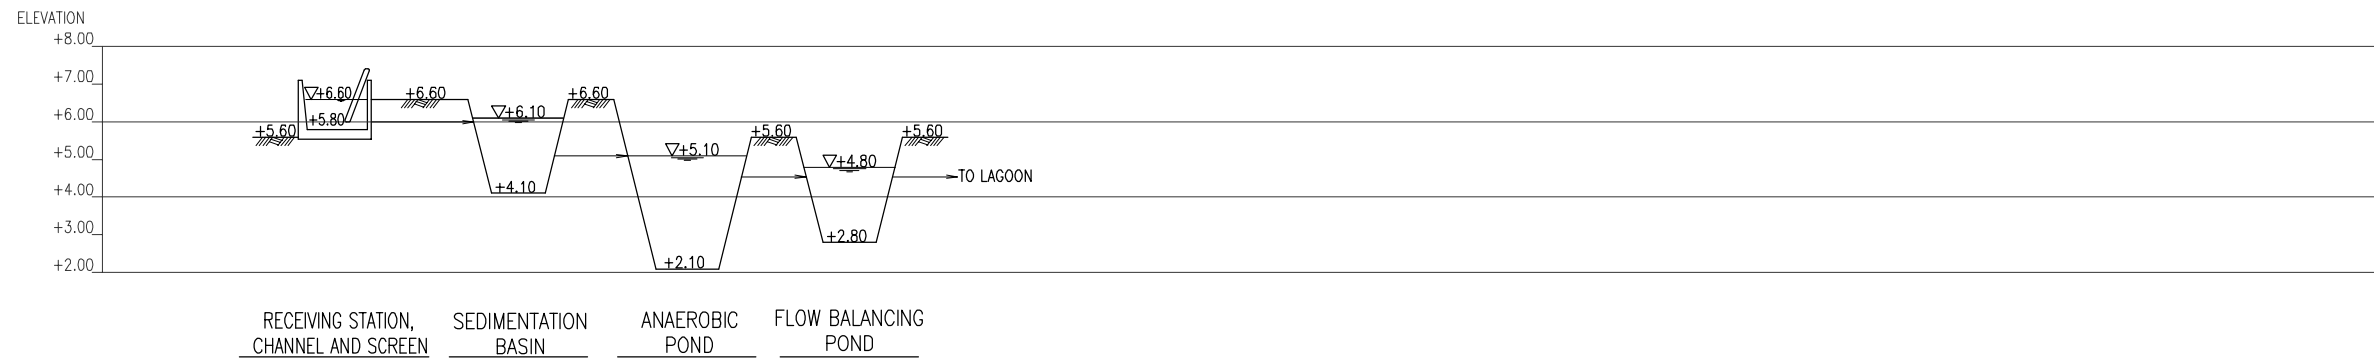 ELEVATION
+8.00
+7.00
+6.00
+5.00
+4.00
+3.00
+2.00
+5.60
+6.60
+5.80
+6.60
+6.10
+4.10
+6.60
+5.10
+2.10
+5.60
+4.80
+2.80
+5.60
TO LAGOON
RECEIVING STATION,
CHANNEL AND SCREEN
SEDIMENTATION
BASIN
ANAEROBIC
POND
FLOW BALANCING
POND